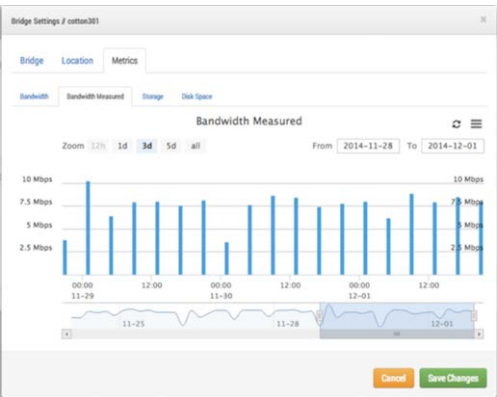 Bridge Settings // cotton301 ×
Bridge Location Metrics
Bandwidth Bandwidth Measured Storage Disk Space
Bandwidth Measured
Zoom 12h 1d 3d 5d all From 2014-11-28 To 2014-12-01
10 Mbps 10 Mbps
7.5 Mbps 7.5 Mbps
5 Mbps 5 Mbps
2.5 Mbps 2.5 Mbps
00:00 12:00 00:00 12:00 00:00 12:00
11-29 11-30 12-01
11-25 11-28 12-01
Cancel Save Changes